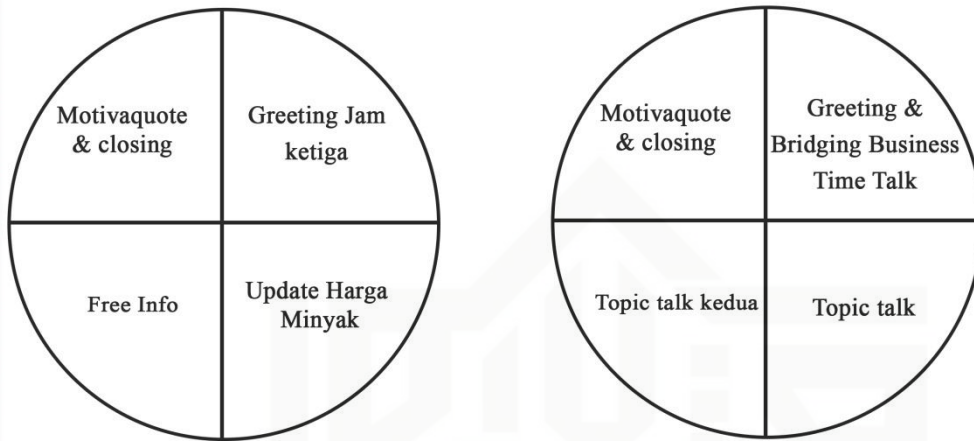 Motivaquote
& closing
Greeting Jam
ketiga
Free Info
Update Harga
Minyak
Motivaquote
& closing
Greeting &
Bridging Business
Time Talk
Topic talk kedua
Topic talk